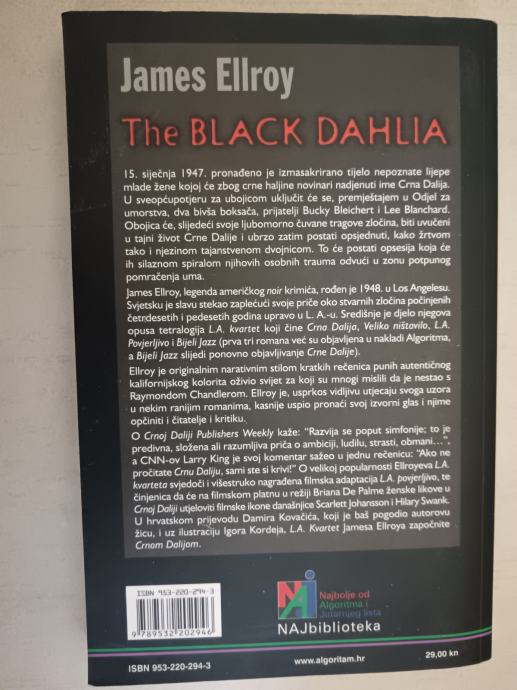 James Ellroy
The BLACK DAHLIA
15. siječnja 1947. pronađeno je izmasakrirano tijelo nepoznate lijepe
mlade žene kojoj će zbog crne haljine novinari nadjenuti ime Crna Dalija.
U sveopćupotjeru za ubojicom uključit će se, premještajem u Odjel za
umorstva, dva bivša boksača, prijatelji Bucky Bleichert i Lee Blanchard.
Obojica će, slijedeći svoje ljubomorno čuvane tragove zločina, biti uvučeni
u tajni život Crne Dalije i ubrzo zatim postati opsjednuti, kako žrtvom
tako i njezinom tajanstvenom dvojnicom. To će postati opsesija koja će
ih silaznom spiralom njihovih osobnih trauma odvući u zonu potpunog
pomračenja uma.
James Ellroy, legenda američkog noir krimića, rođen je 1948. u Los Angelesu.
Svjetsku je slavu stekao zaplećući svoje priče oko stvarnih zločina počinjenih
četrdesetih i pedesetih godina upravo u L. A.-u. Središnje je djelo njegova
opusa tetralogija L.A. kvartet koji čine Crna Dalija, Veliko ništavilo, L.A.
Povjerljivo i Bijeli Jazz (prva tri romana već su objavljena u nakladi Algoritma,
a Bijeli Jazz slijedi ponovno objavljivanje Crne Dalije).
Ellroy je originalnim narativnim stilom kratkih rečenica punih autentičnog
kalifornijskog kolorita oživio svijet za koji su mnogi mislili da je nestao s
Raymondom Chandlerom. Ellroy je, usprkos vidljivu utjecaju svoga uzora
u nekim ranijim romanima, kasnije uspio pronaći svoj izvorni glas i njime
opčiniti i čitatelje i kritiku.
O Crnoj Daliji Publishers Weekly kaže: "Razvija se poput simfonije; to je
predivna, složena ali razumljiva priča o ambiciji, ludilu, strasti, obmani...",
a CNN-ov Larry King je svoj komentar sažeo u jednu rečenicu: "Ako ne
pročitate Crnu Daliju, sami ste si krivi!" O velikoj popularnosti Ellroyeva L.A.
kvarteta svjedoči i višestruko nagrađena filmska adaptacija L.A. povjerljivo, te
činjenica da će na filmskom platnu u režiji Briana De Palme ženske likove u
Crnoj Daliji utjeloviti filmske ikone današnjice Scarlett Johansson i Hilary Swank.
U hrvatskom prijevodu Damira Kovačića, koji je baš pogodio autorovu
žicu, i uz ilustraciju Igora Kordeja, L.A. Kvartet Jamesa Ellroya započnite
Crnom Dalijom.
ISBN 953-220-294-3
9789532202946
NAJ
Najbolje od
Algoritma i
Jutarnjeg lista
NAJbiblioteka
ISBN 953-220-294-3
www.algoritam.hr
29,00 kn